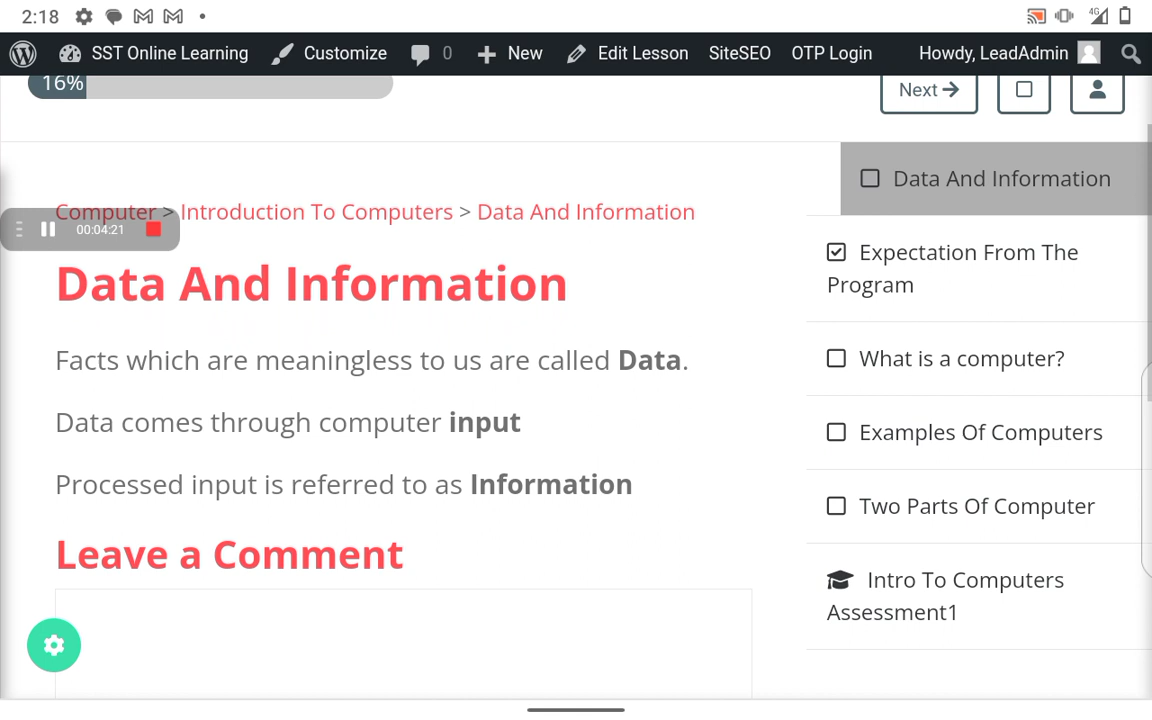 2:18
4G
SST Online Learning Customize 0 New Edit Lesson SiteSEO OTP Login Howdy, LeadAdmin
16%
Next
Computer > Introduction To Computers > Data And Information
00:04:21
Data And Information
Facts which are meaningless to us are called Data.
Data comes through computer input
Processed input is referred to as Information
Leave a Comment
Data And Information
Expectation From The
Program
What is a computer?
Examples Of Computers
Two Parts Of Computer
Intro To Computers
Assessment1